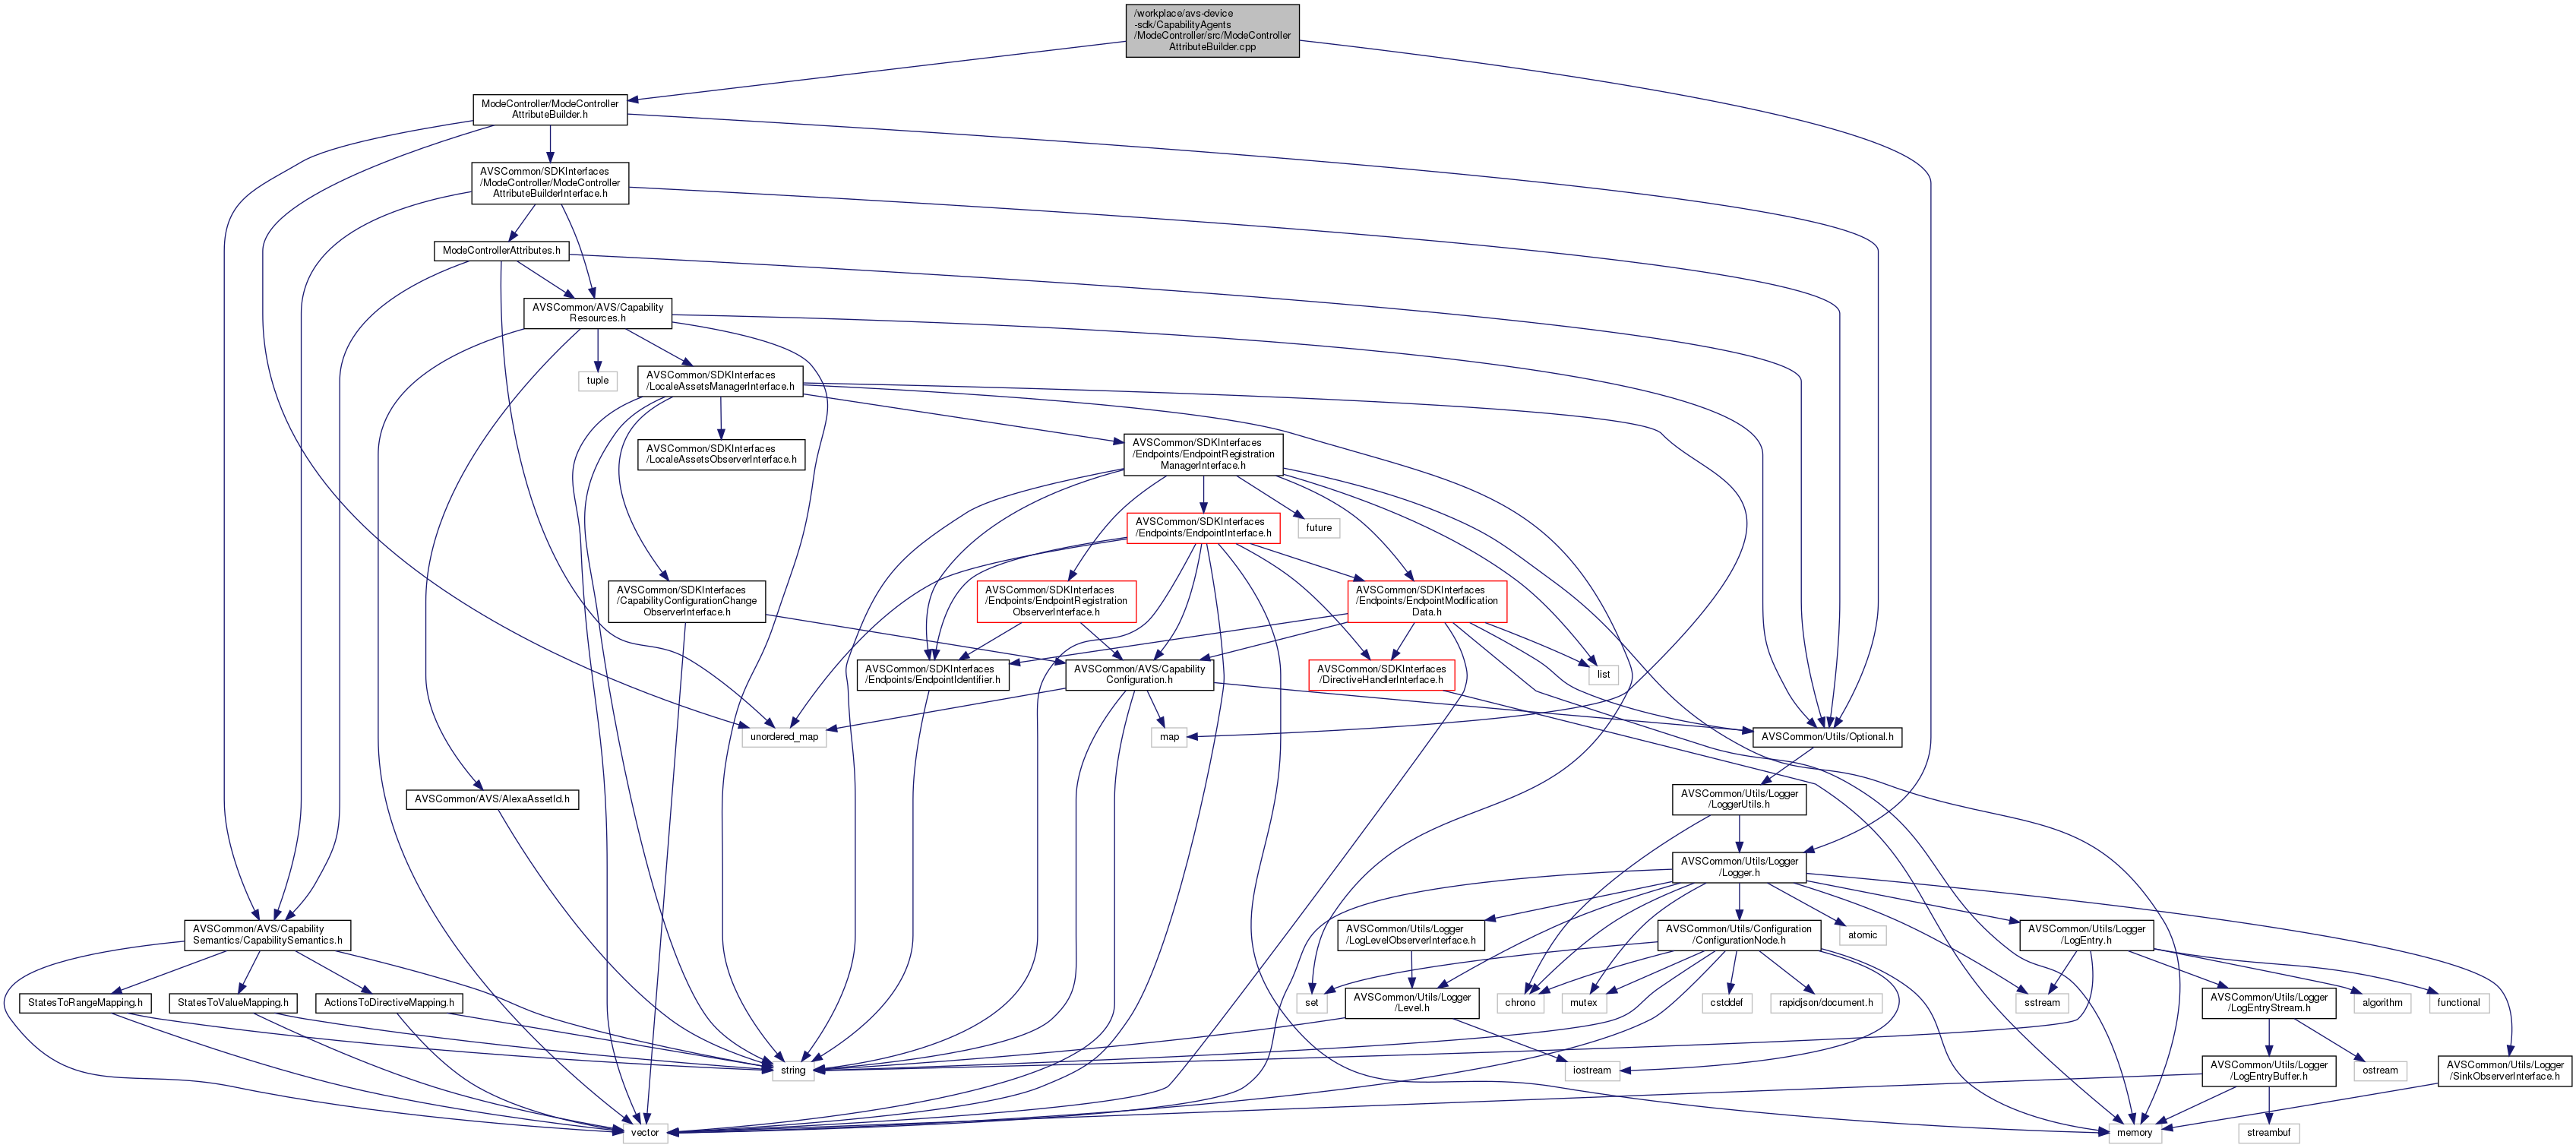 /workplace/avs-device
-sdk/CapabilityAgents
/ModeController/src/ModeController
AttributeBuilder.cpp
ModeController/ModeController
AttributeBuilder.h
AVSCommon/SDKInterfaces
/ModeController/ModeController
AttributeBuilderInterface.h
ModeControllerAttributes.h
AVSCommon/AVS/Capability
Resources.h
tuple
AVSCommon/SDKInterfaces
/LocaleAssetsManagerInterface.h
AVSCommon/SDKInterfaces
/LocaleAssetsObserverInterface.h
AVSCommon/SDKInterfaces
/Endpoints/EndpointRegistration
ManagerInterface.h
AVSCommon/SDKInterfaces
/Endpoints/EndpointInterface.h
future
AVSCommon/SDKInterfaces
/CapabilityConfigurationChange
ObserverInterface.h
AVSCommon/SDKInterfaces
/Endpoints/EndpointRegistration
ObserverInterface.h
AVSCommon/SDKInterfaces
/Endpoints/EndpointModification
Data.h
AVSCommon/SDKInterfaces
/Endpoints/EndpointIdentifier.h
AVSCommon/AVS/Capability
Configuration.h
AVSCommon/SDKInterfaces
/DirectiveHandlerInterface.h
list
unordered_map
map
AVSCommon/Utils/Optional.h
AVSCommon/AVS/AlexaAssetId.h
AVSCommon/Utils/Logger
/LoggerUtils.h
AVSCommon/Utils/Logger
/Logger.h
AVSCommon/AVS/Capability
Semantics/CapabilitySemantics.h
AVSCommon/Utils/Logger
/LogLevelObserverInterface.h
AVSCommon/Utils/Configuration
/ConfigurationNode.h
atomic
AVSCommon/Utils/Logger
/LogEntry.h
StatesToRangeMapping.h
StatesToValueMapping.h
ActionsToDirectiveMapping.h
set
AVSCommon/Utils/Logger
/Level.h
chrono
mutex
cstddef
rapidjson/document.h
sstream
AVSCommon/Utils/Logger
/LogEntryStream.h
algorithm
functional
string
iostream
AVSCommon/Utils/Logger
/LogEntryBuffer.h
ostream
AVSCommon/Utils/Logger
/SinkObserverInterface.h
vector
memory
streambuf